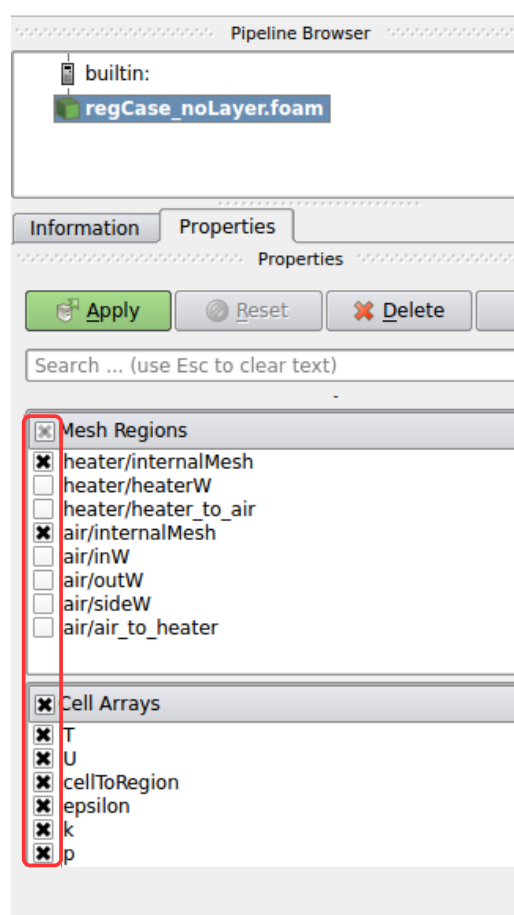 Pipeline Browser
builtin:
regCase_noLayer.foam
Information Properties
Properties
Apply Reset Delete
Search ... (use Esc to clear text)
Mesh Regions
heater/internalMesh
heater/heaterW
heater/heater_to_air
air/internalMesh
air/inW
air/outW
air/sideW
air/air_to_heater
Cell Arrays
T
U
cellToRegion
epsilon
k
p